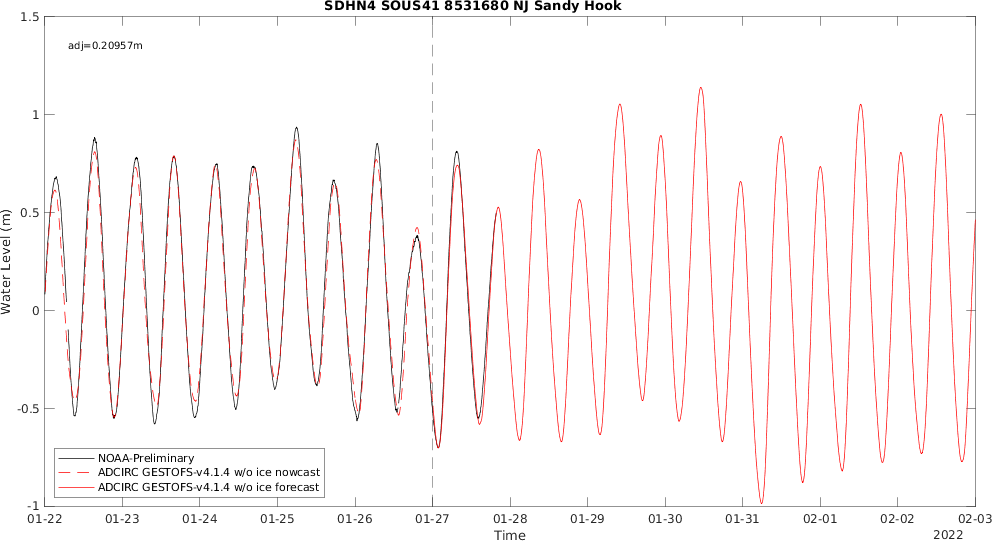 SDHN4 SOUS41 8531680 NJ Sandy Hook
1.5
adj=0.20957m
1
0.5
Water Level (m)
0
-0.5
NOAA-Preliminary
ADCIRC GESTOFS-v4.1.4 w/o ice nowcast
ADCIRC GESTOFS-v4.1.4 w/o ice forecast
-1
01-22 01-23 01-24 01-25 01-26 01-27 01-28 01-29 01-30 01-31 02-01 02-02 02-03
Time
2022